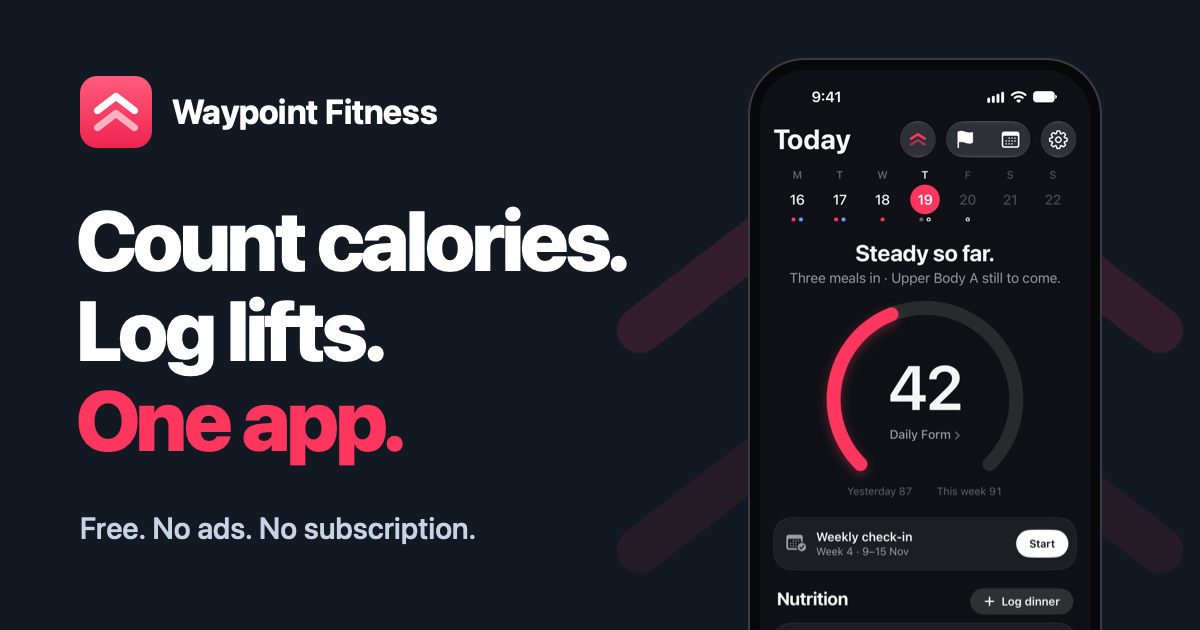 Waypoint Fitness
Count calories.
Log lifts.
One app.
Free. No ads. No subscription.
9:41
Today
M T W T F S S
16 17 18 19 20 21 22
Steady so far.
Three meals in · Upper Body A still to come.
42
Daily Form >
Yesterday 87 This week 91
Weekly check-in
Week 4 · 9–15 Nov
Start
Nutrition
+ Log dinner